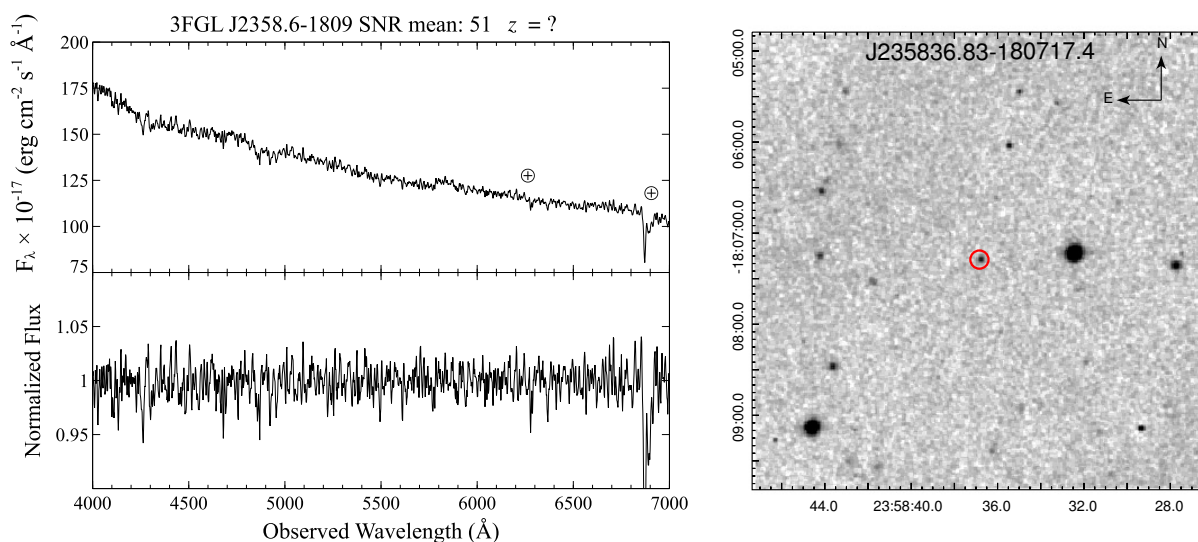 3FGL J2358.6-1809 SNR mean: 51 z = ?
200
175
150
125
100
75
F_λ × 10^-17 (erg cm^-2 s^-1 Å^-1)
⊕
⊕
1.05
1
0.95
Normalized Flux
4000 4500 5000 5500 6000 6500 7000
Observed Wavelength (Å)
J235836.83-180717.4
N
E
05:00.0
06:00.0
-18:07:00.0
08:00.0
09:00.0
44.0 23:58:40.0 36.0 32.0 28.0